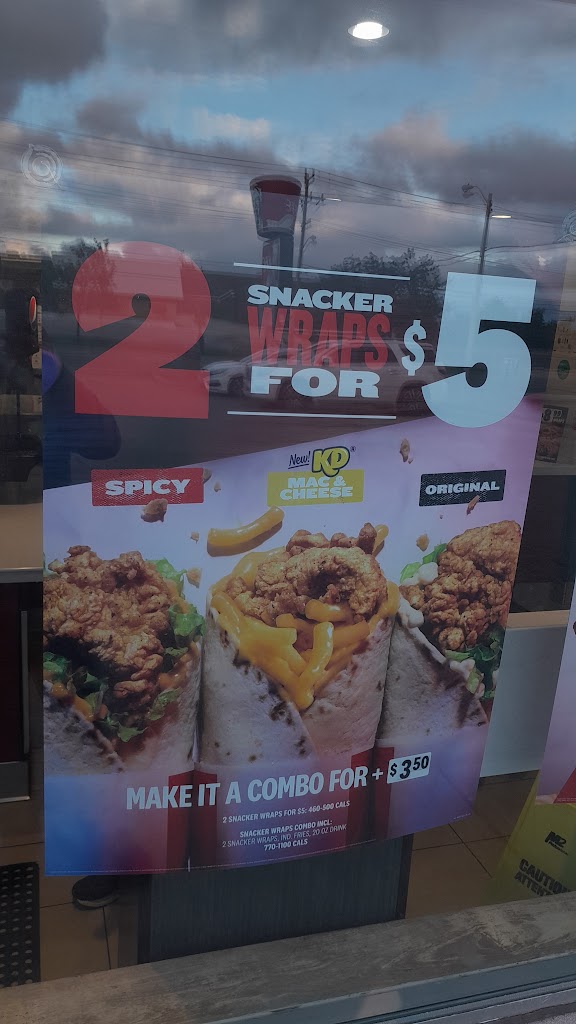 2
SNACKER
WRAPS
FOR
$5
New! KD®
SPICY
MAC &
CHEESE
ORIGINAL
MAKE IT A COMBO FOR + $3.50
2 SNACKER WRAPS FOR $5: 460-500 CALS
SNACKER WRAPS COMBO INCL:
2 SNACKER WRAPS, IND. FRIES, 20 OZ DRINK
770-1100 CALS
M2
CAUTION